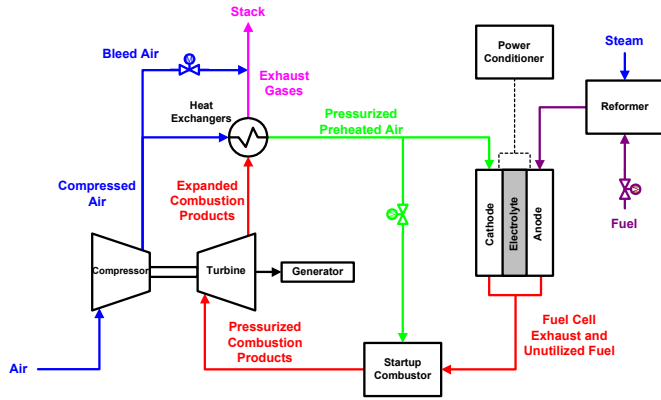 Stack
Bleed Air
Exhaust
Gases
Heat
Exchangers
Power
Conditioner
Steam
Reformer
Pressurized
Preheated Air
Compressed
Air
Expanded
Combustion
Products
Cathode
Electrolyte
Anode
Fuel
Compressor
Turbine
Generator
Pressurized
Combustion
Products
Startup
Combustor
Fuel Cell
Exhaust and
Unutilized Fuel
Air